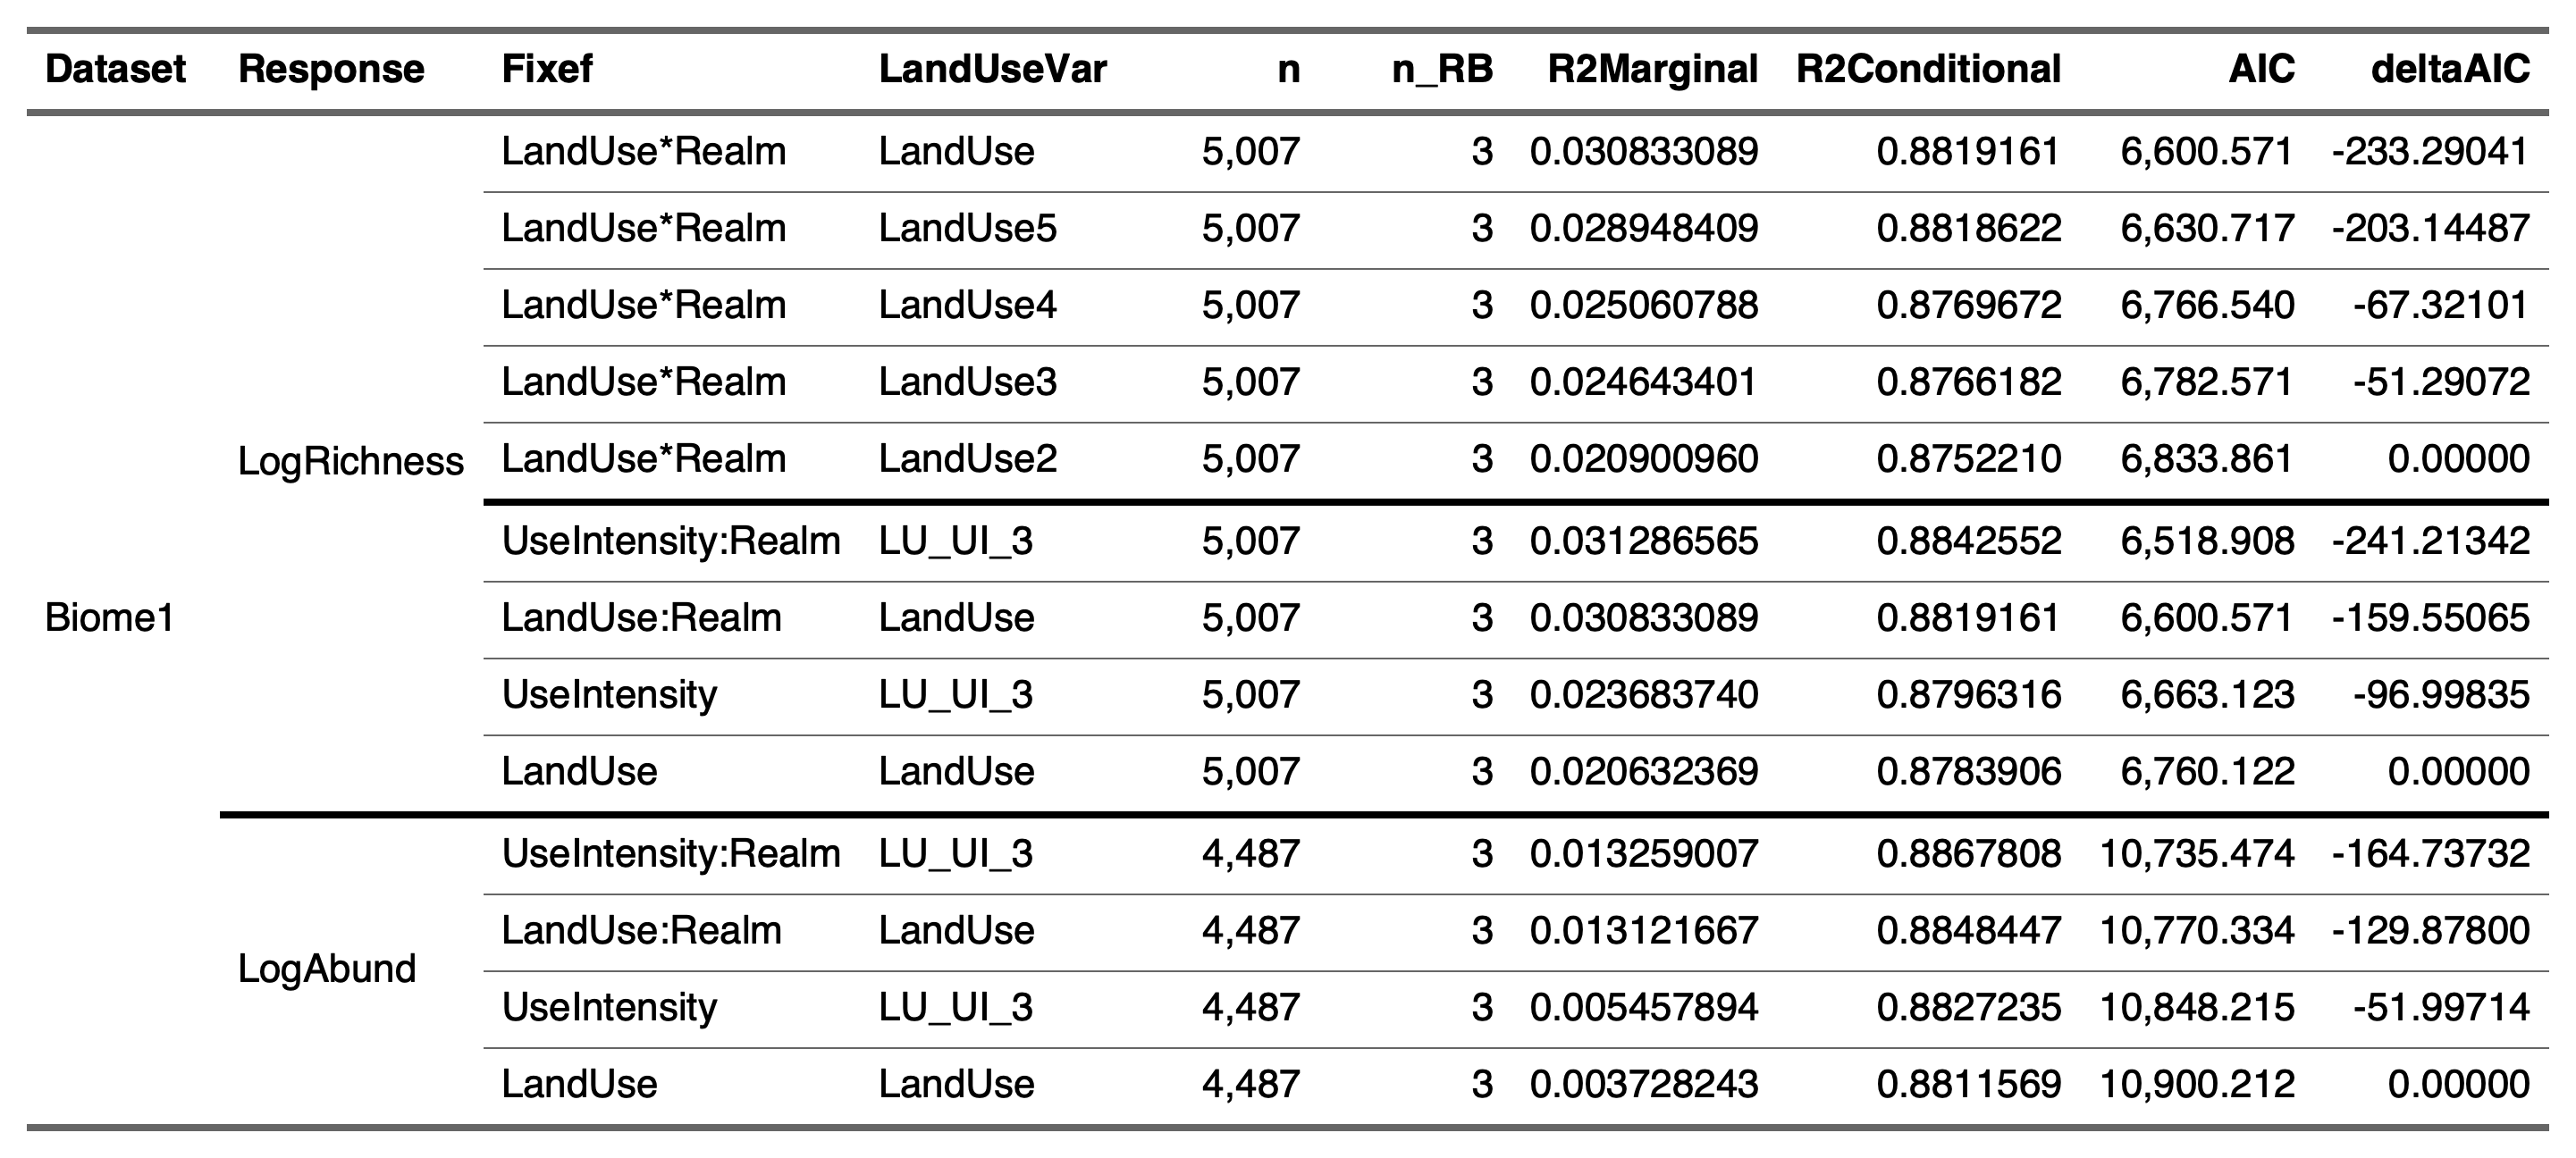 Dataset Response Fixef LandUseVar n n_RB R2Marginal R2Conditional AIC deltaAIC
LandUse*Realm LandUse 5,007 3 0.030833089 0.8819161 6,600.571 -233.29041
LandUse*Realm LandUse5 5,007 3 0.028948409 0.8818622 6,630.717 -203.14487
LandUse*Realm LandUse4 5,007 3 0.025060788 0.8769672 6,766.540 -67.32101
LandUse*Realm LandUse3 5,007 3 0.024643401 0.8766182 6,782.571 -51.29072
LogRichness LandUse*Realm LandUse2 5,007 3 0.020900960 0.8752210 6,833.861 0.00000
UseIntensity:Realm LU_UI_3 5,007 3 0.031286565 0.8842552 6,518.908 -241.21342
Biome1 LandUse:Realm LandUse 5,007 3 0.030833089 0.8819161 6,600.571 -159.55065
UseIntensity LU_UI_3 5,007 3 0.023683740 0.8796316 6,663.123 -96.99835
LandUse LandUse 5,007 3 0.020632369 0.8783906 6,760.122 0.00000
UseIntensity:Realm LU_UI_3 4,487 3 0.013259007 0.8867808 10,735.474 -164.73732
LandUse:Realm LandUse 4,487 3 0.013121667 0.8848447 10,770.334 -129.87800
LogAbund
UseIntensity LU_UI_3 4,487 3 0.005457894 0.8827235 10,848.215 -51.99714
LandUse LandUse 4,487 3 0.003728243 0.8811569 10,900.212 0.00000